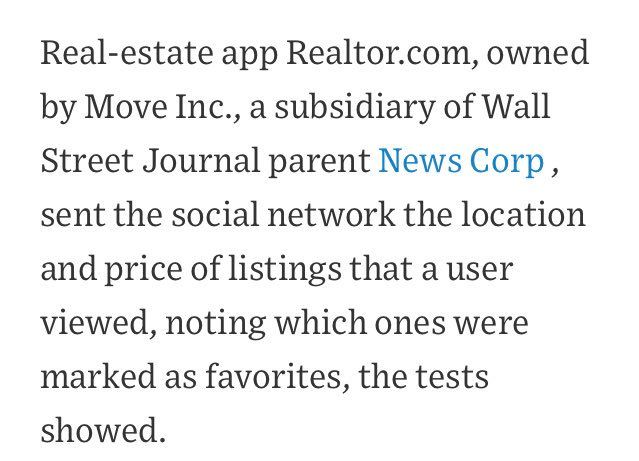 Real-estate app Realtor.com, owned
by Move Inc., a subsidiary of Wall
Street Journal parent News Corp ,
sent the social network the location
and price of listings that a user
viewed, noting which ones were
marked as favorites, the tests
showed.